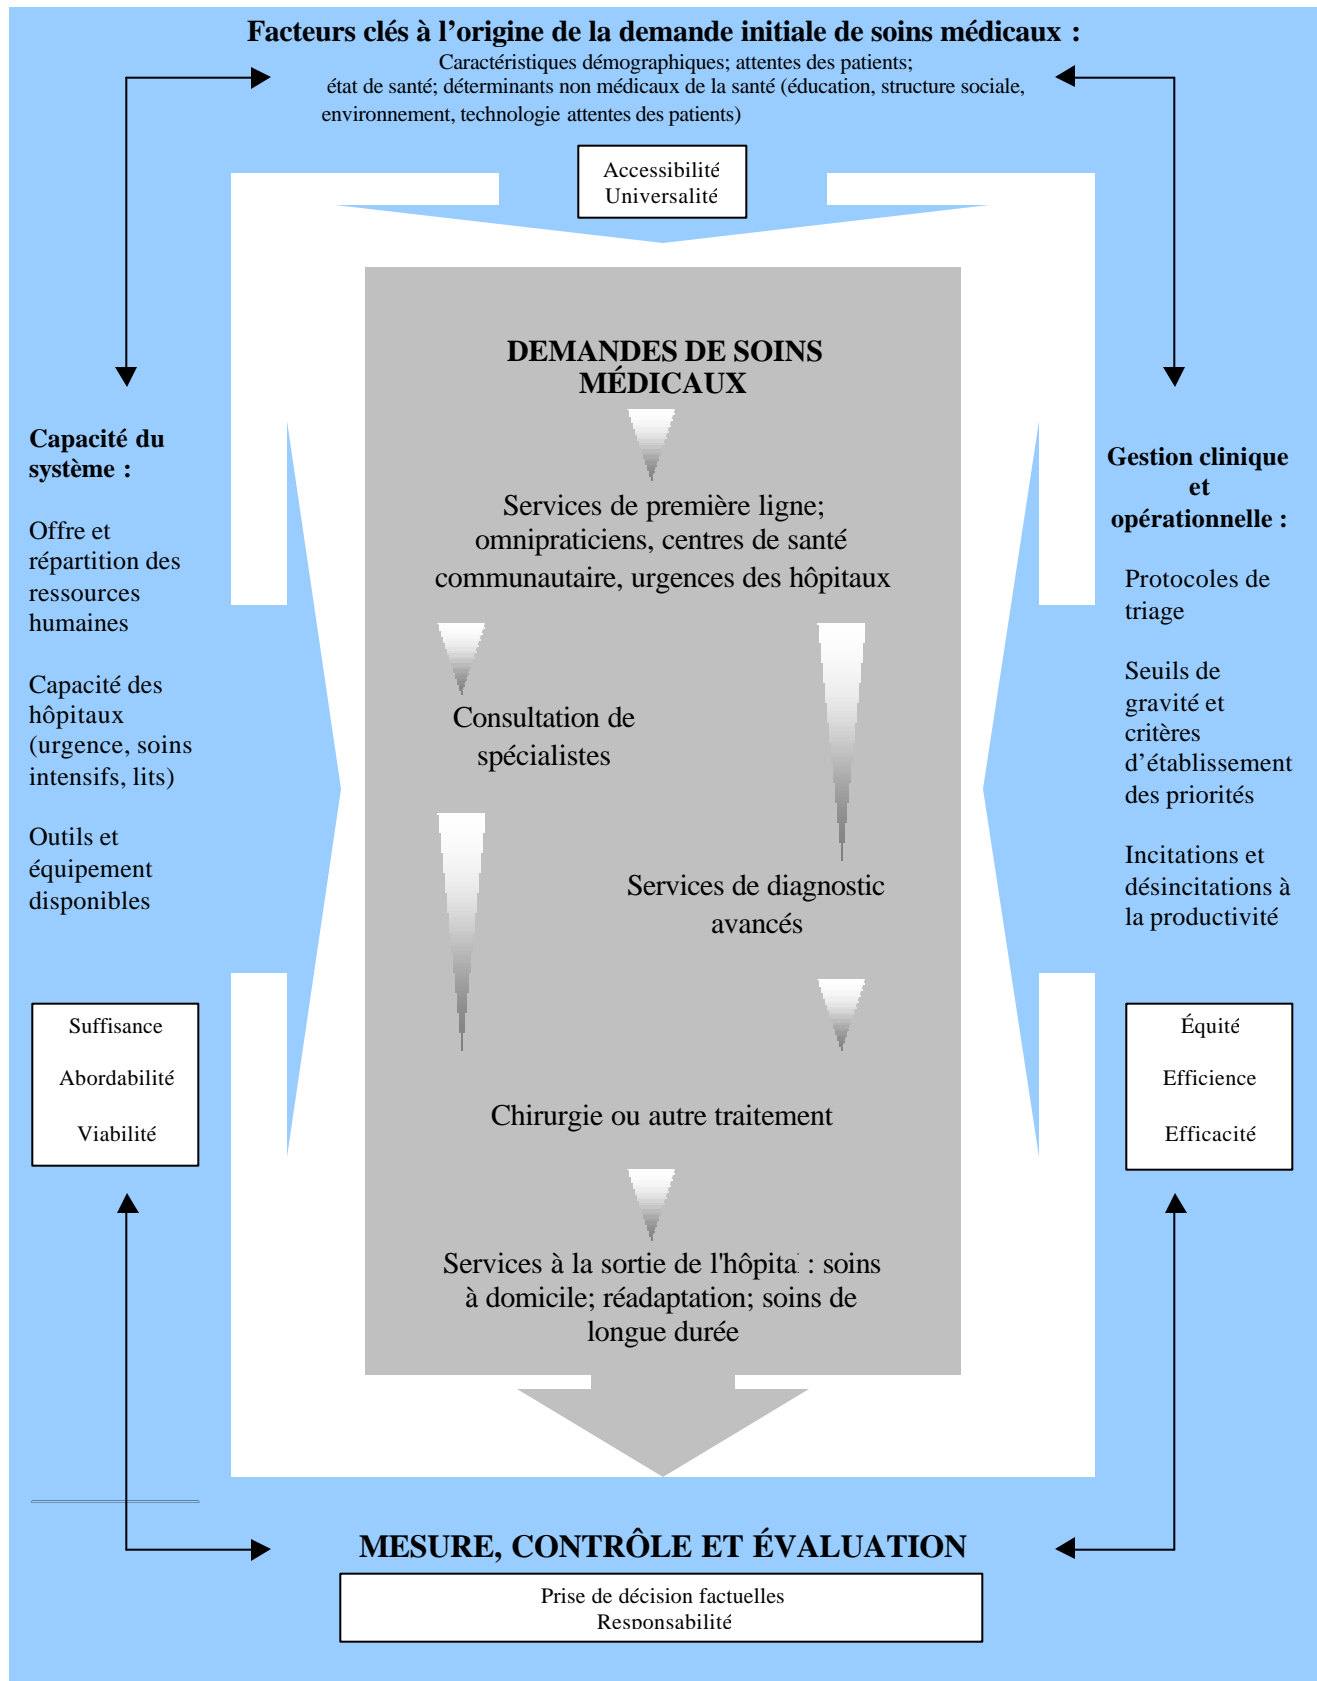 Facteurs clés à l’origine de la demande initiale de soins médicaux :
Caractéristiques démographiques; attentes des patients;
état de santé; déterminants non médicaux de la santé (éducation, structure sociale,
environnement, technologie attentes des patients)
Accessibilité
Universalité
DEMANDES DE SOINS
MÉDICAUX
Services de première ligne;
omnipraticiens, centres de santé
communautaire, urgences des hôpitaux
Consultation de
spécialistes
Services de diagnostic
avancés
Chirurgie ou autre traitement
Services à la sortie de l'hôpital : soins
à domicile; réadaptation; soins de
longue durée
Capacité du
système :
Offre et
répartition des
ressources
humaines
Capacité des
hôpitaux
(urgence, soins
intensifs, lits)
Outils et
équipement
disponibles
Suffisance
Abordabilité
Viabilité
Gestion clinique
et
opérationnelle :
Protocoles de
triage
Seuils de
gravité et
critères
d’établissement
des priorités
Incitations et
désincitations à
la productivité
Équité
Efficience
Efficacité
MESURE, CONTRÔLE ET ÉVALUATION
Prise de décision factuelles
Responsabilité